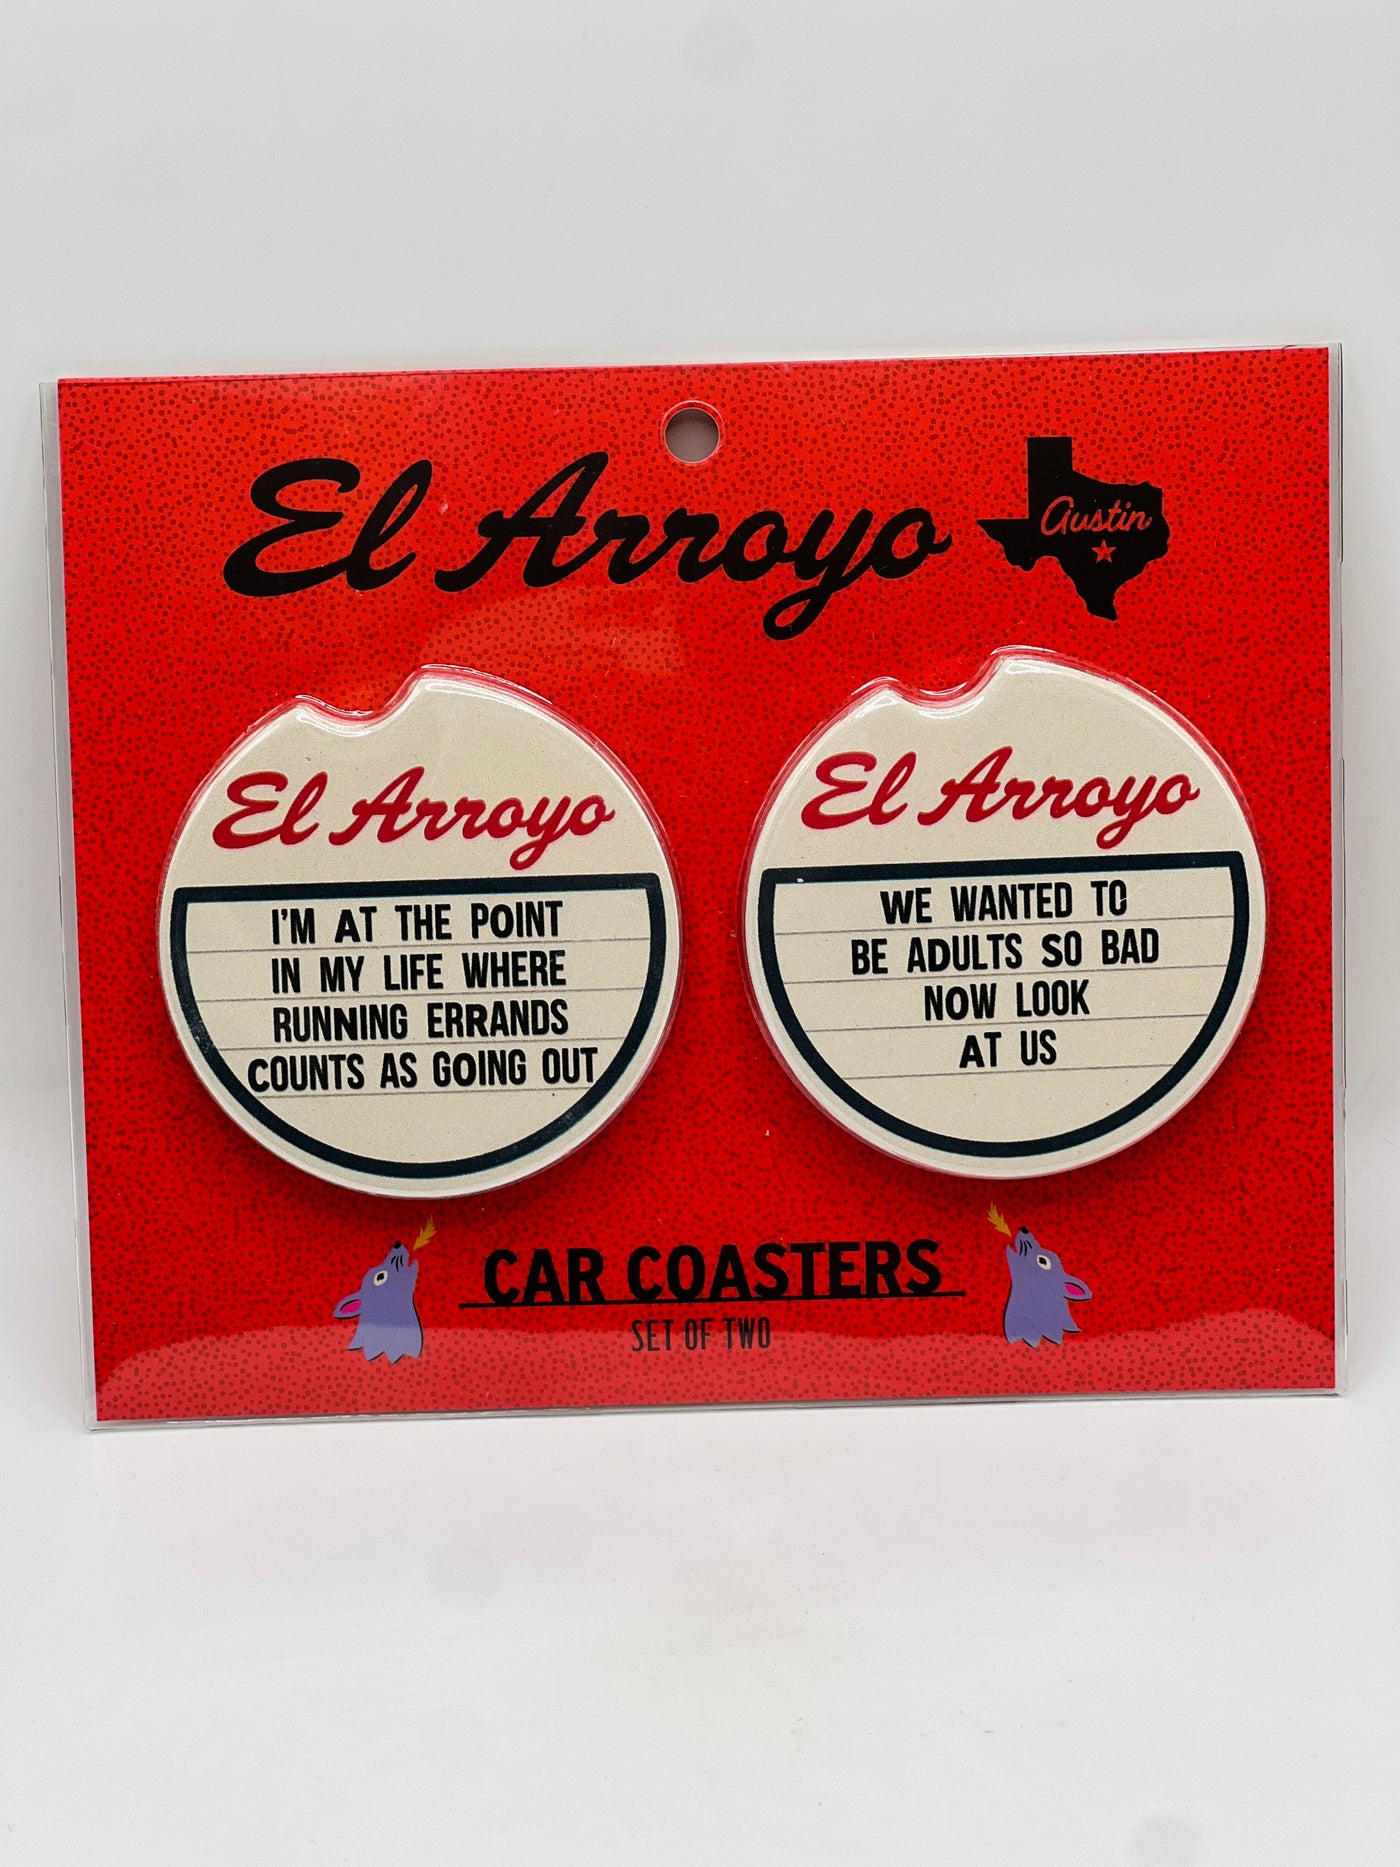 El Arroyo
Austin
El Arroyo
I'M AT THE POINT
IN MY LIFE WHERE
RUNNING ERRANDS
COUNTS AS GOING OUT
El Arroyo
WE WANTED TO
BE ADULTS SO BAD
NOW LOOK
AT US
CAR COASTERS
SET OF TWO